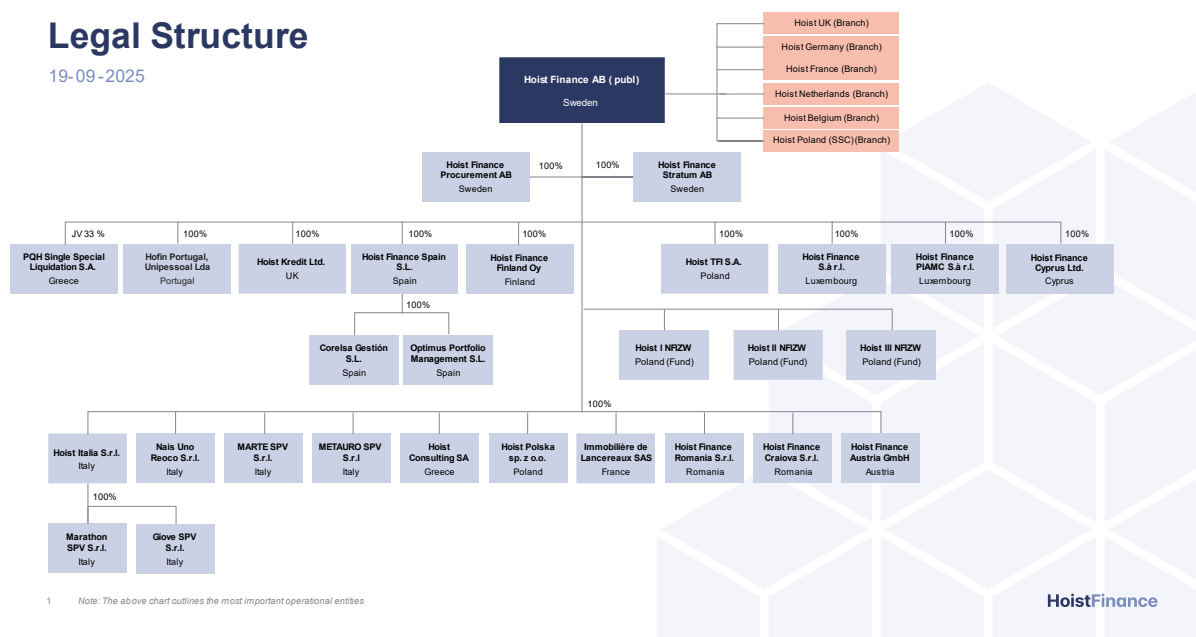 Legal Structure
19-09-2025
Hoist Finance AB ( publ)
Sweden
Hoist UK (Branch)
Hoist Germany (Branch)
Hoist France (Branch)
Hoist Netherlands (Branch)
Hoist Belgium (Branch)
Hoist Poland (SSC)(Branch)
Hoist Finance
Procurement AB
Sweden
100%
100%
Hoist Finance
Stratum AB
Sweden
JV 33 %
PQH Single Special
Liquidation S.A.
Greece
100%
Hofin Portugal,
Unipessoal Lda
Portugal
100%
Hoist Kredit Ltd.
UK
100%
Hoist Finance Spain
S.L.
Spain
100%
Hoist Finance
Finland Oy
Finland
100%
Hoist TFI S.A.
Poland
100%
Hoist Finance
S.à r.l.
Luxembourg
100%
Hoist Finance
PIAMC S.à r.l.
Luxembourg
100%
Hoist Finance
Cyprus Ltd.
Cyprus
100%
Corelsa Gestión
S.L.
Spain
Optimus Portfolio
Management S.L.
Spain
Hoist I NFIZW
Poland (Fund)
Hoist II NFIZW
Poland (Fund)
Hoist III NFIZW
Poland (Fund)
100%
Hoist Italia S.r.l.
Italy
Nais Uno
Reoco S.r.l.
Italy
MARTE SPV
S.r.l.
Italy
METAURO SPV
S.r.l
Italy
Hoist
Consulting SA
Greece
Hoist Polska
sp. z o.o.
Poland
Immobilière de
Lancereaux SAS
France
Hoist Finance
Romania S.r.l.
Romania
Hoist Finance
Craiova S.r.l.
Romania
Hoist Finance
Austria GmbH
Austria
100%
Marathon
SPV S.r.l.
Italy
Giove SPV
S.r.l.
Italy
1
Note: The above chart outlines the most important operational entities
HoistFinance